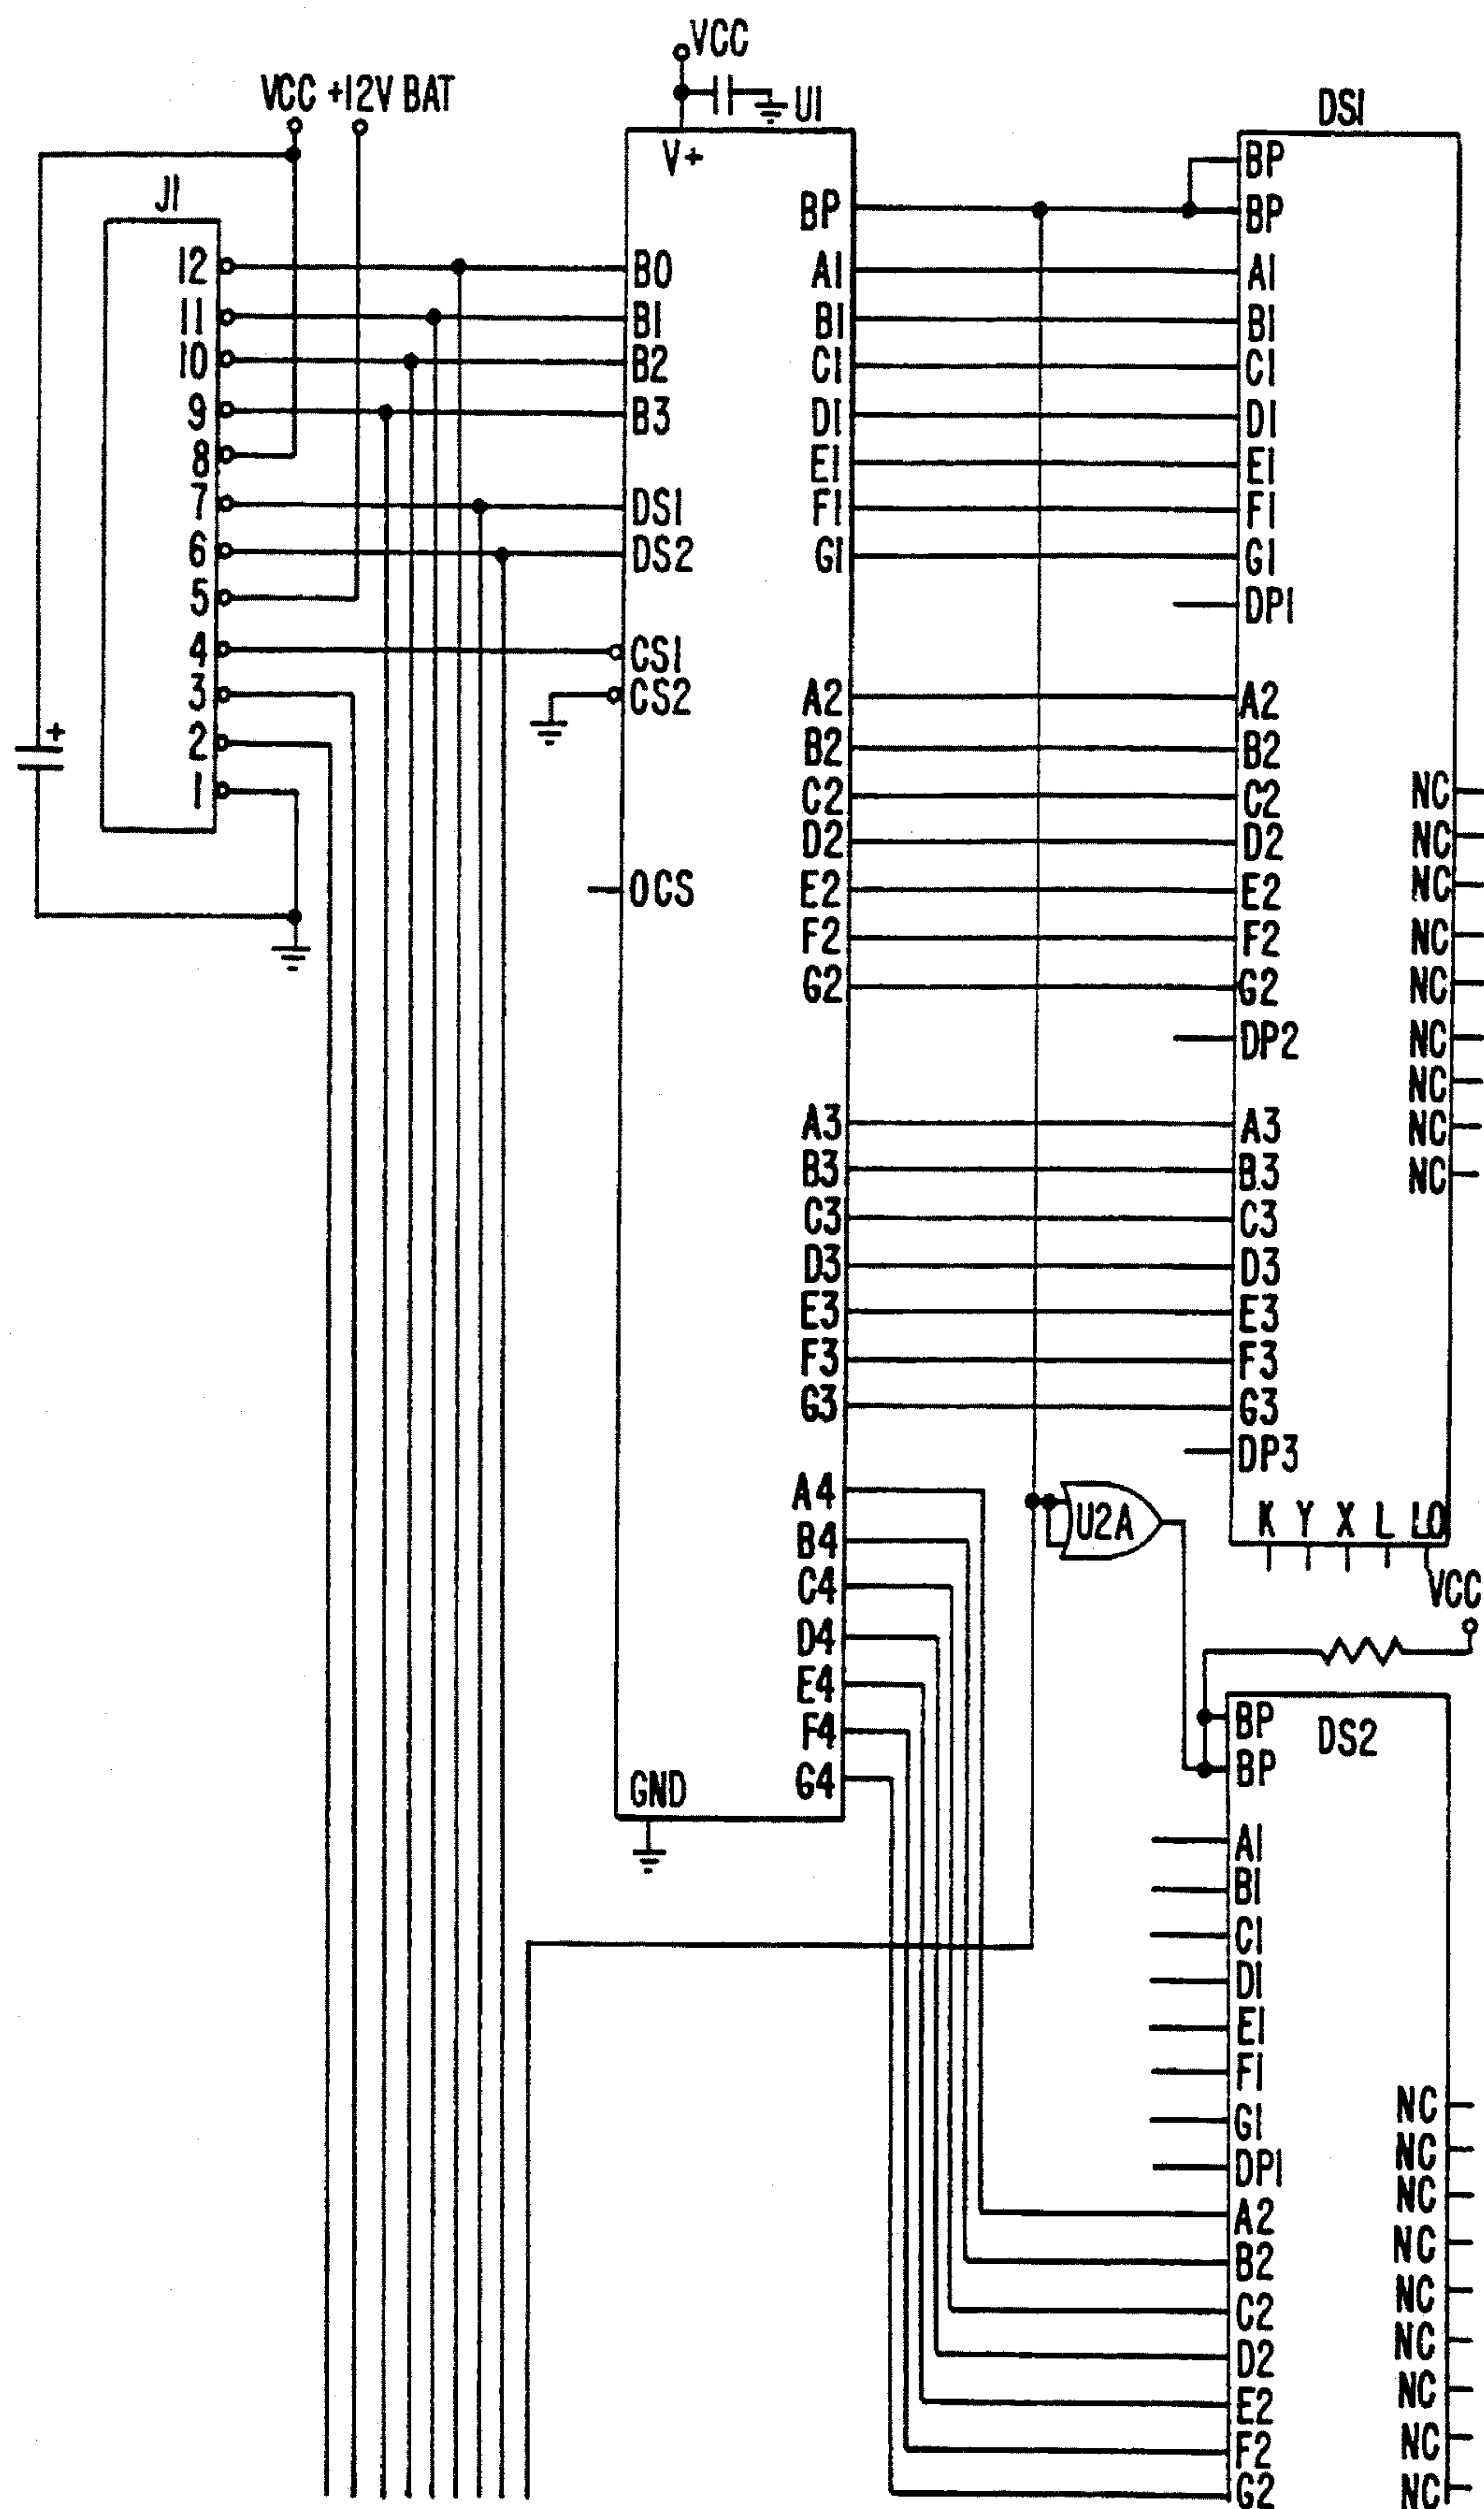 VCC
VCC +12V BAT
U1
DS1
V+
J1
12
11
10
9
8
7
6
5
4
3
2
1
+
B0
B1
B2
B3
DS1
DS2
CS1
CS2
OCS
GND
BP
A1
B1
C1
D1
E1
F1
G1
A2
B2
C2
D2
E2
F2
G2
A3
B3
C3
D3
E3
F3
G3
A4
B4
C4
D4
E4
F4
G4
BP
BP
A1
B1
C1
D1
E1
F1
G1
DP1
A2
B2
C2
D2
E2
F2
G2
DP2
A3
B3
C3
D3
E3
F3
G3
DP3
NC
NC
NC
NC
NC
NC
NC
NC
NC
K Y X L LO
U2A
VCC
DS2
BP
BP
A1
B1
C1
D1
E1
F1
G1
DP1
A2
B2
C2
D2
E2
F2
G2
NC
NC
NC
NC
NC
NC
NC
NC
NC